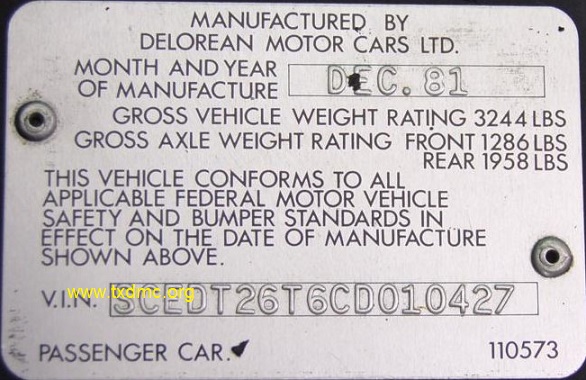 MANUFACTURED BY
DELOREAN MOTOR CARS LTD.
MONTH AND YEAR
OF MANUFACTURE DEC. 81
GROSS VEHICLE WEIGHT RATING 3244 LBS
GROSS AXLE WEIGHT RATING FRONT 1286 LBS
REAR 1958 LBS
THIS VEHICLE CONFORMS TO ALL
APPLICABLE FEDERAL MOTOR VEHICLE
SAFETY AND BUMPER STANDARDS IN
EFFECT ON THE DATE OF MANUFACTURE
SHOWN ABOVE.
www.txdmc.org
V.I.N. SCEDT26T6CD010427
PASSENGER CAR. 110573